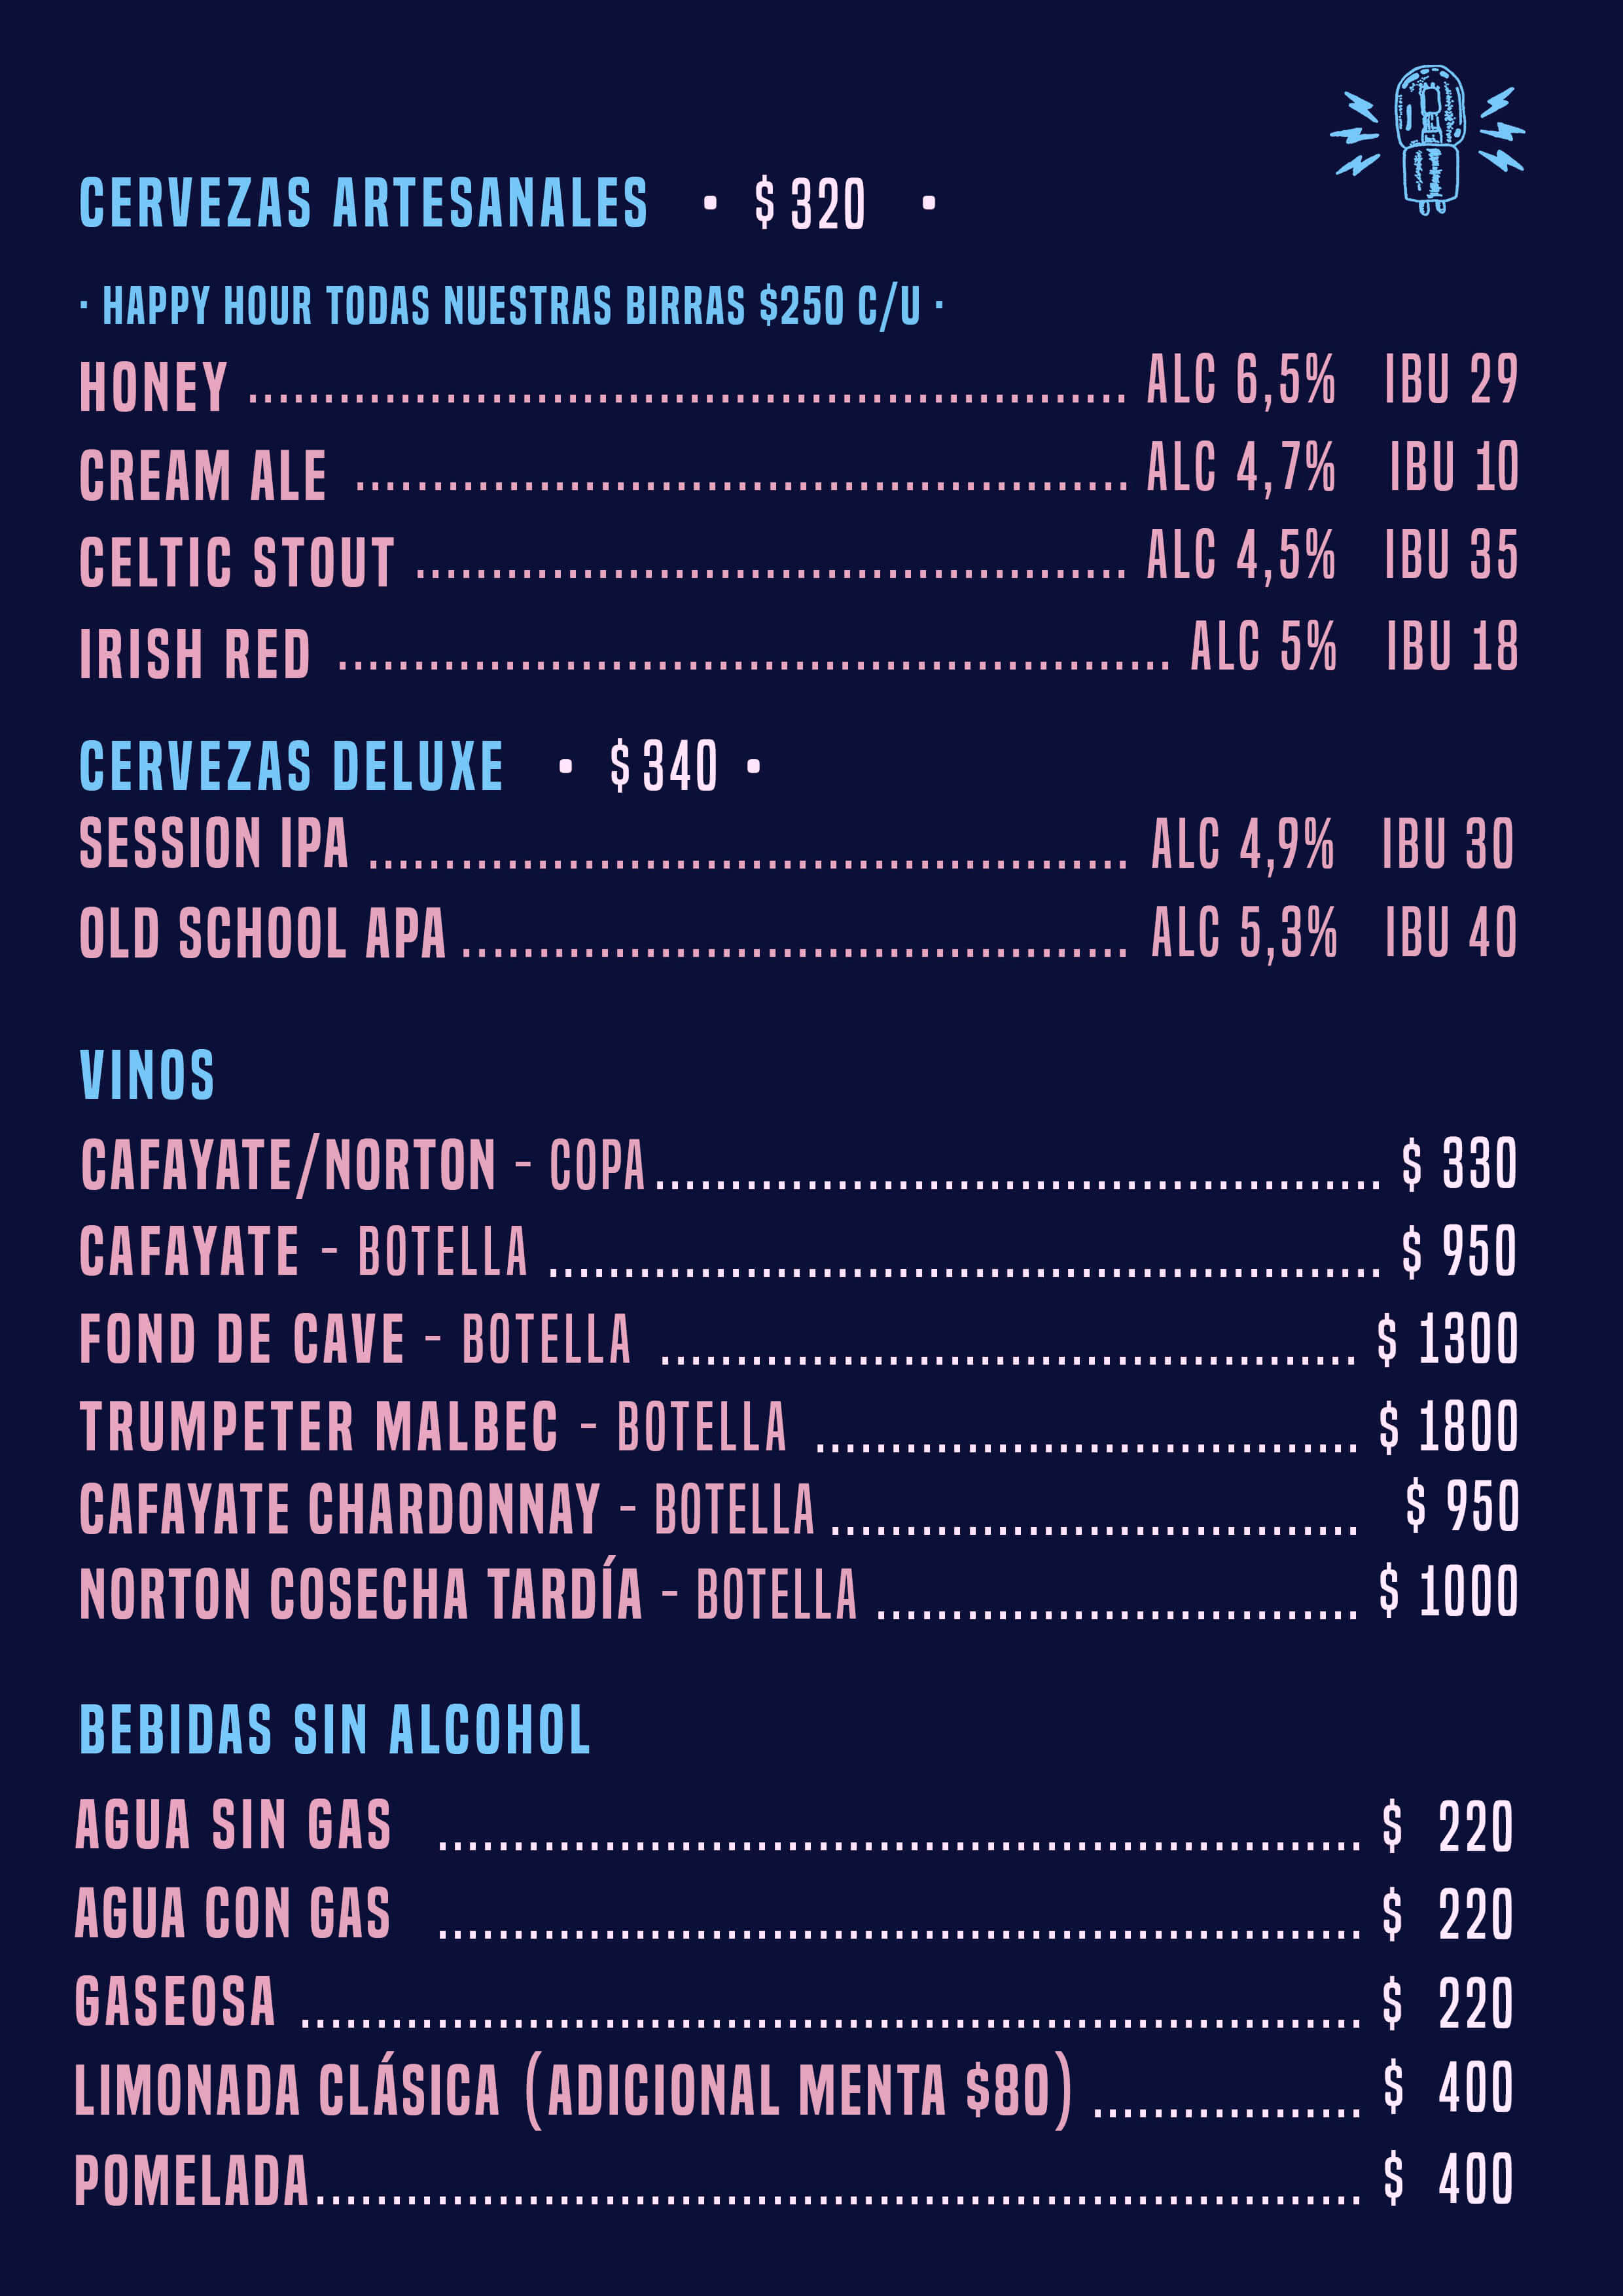 CERVEZAS ARTESANALES • $ 320 •
· HAPPY HOUR TODAS NUESTRAS BIRRAS $250 C/U ·
HONEY .......................................................... ALC 6,5% IBU 29
CREAM ALE ................................................... ALC 4,7% IBU 10
CELTIC STOUT ............................................... ALC 4,5% IBU 35
IRISH RED ....................................................... ALC 5% IBU 18
CERVEZAS DELUXE • $ 340 •
SESSION IPA .................................................. ALC 4,9% IBU 30
OLD SCHOOL APA ............................................ ALC 5,3% IBU 40
VINOS
CAFAYATE/NORTON - COPA ................................................ $ 330
CAFAYATE - BOTELLA ....................................................... $ 950
FOND DE CAVE - BOTELLA .............................................. $ 1300
TRUMPETER MALBEC - BOTELLA .................................... $ 1800
CAFAYATE CHARDONNAY - BOTELLA ................................... $ 950
NORTON COSECHA TARDÍA - BOTELLA ................................ $ 1000
BEBIDAS SIN ALCOHOL
AGUA SIN GAS ............................................................. $ 220
AGUA CON GAS ............................................................. $ 220
GASEOSA ...................................................................... $ 220
LIMONADA CLÁSICA (ADICIONAL MENTA $80) .................. $ 400
POMELADA ..................................................................... $ 400